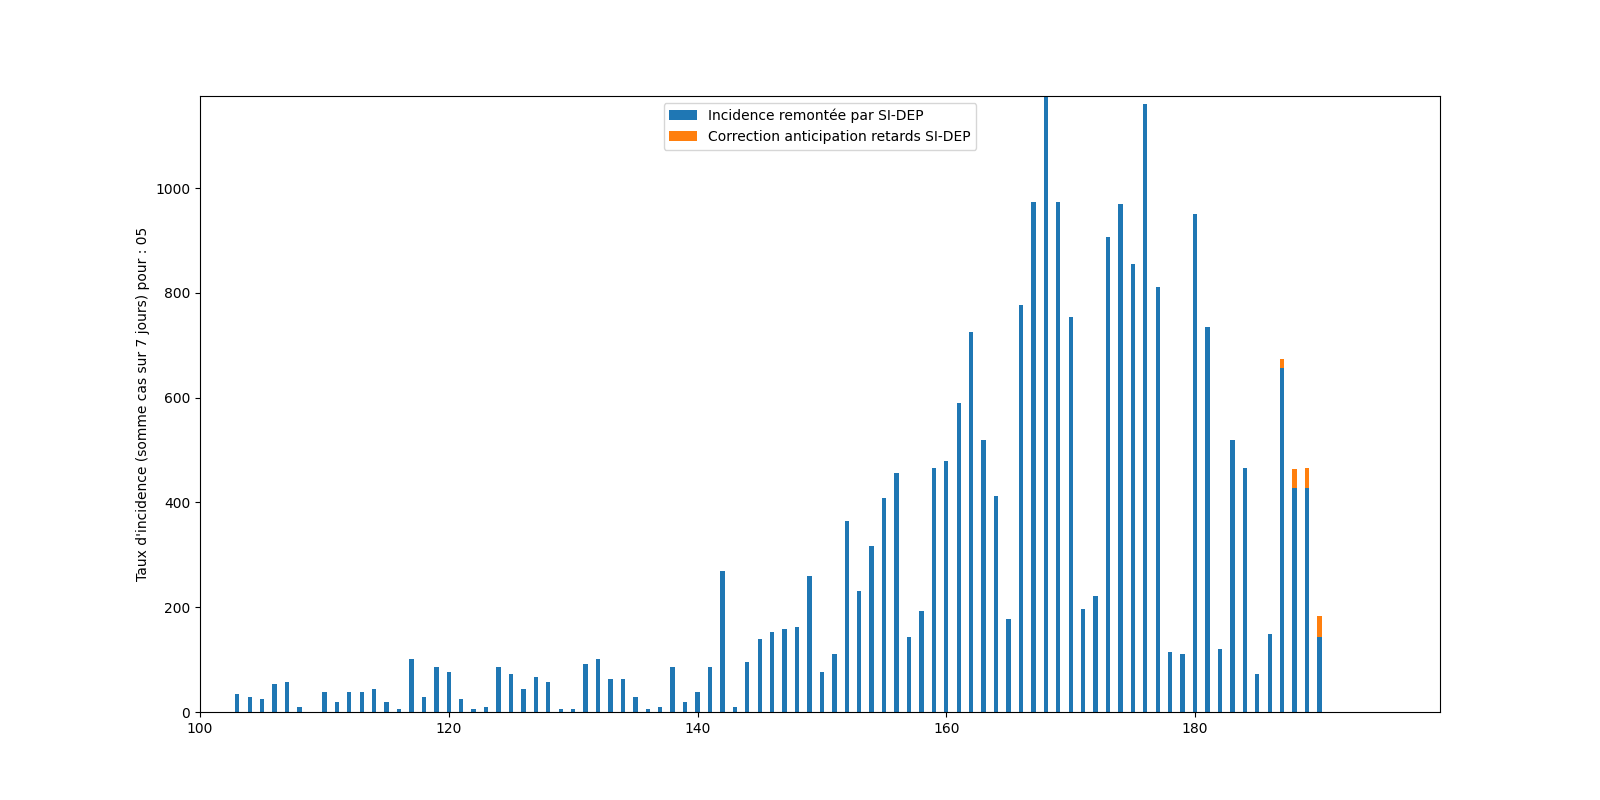 Incidence remontée par SI-DEP
Correction anticipation retards SI-DEP
Taux d'incidence (somme cas sur 7 jours) pour : 05
1000
800
600
400
200
0
100 120 140 160 180